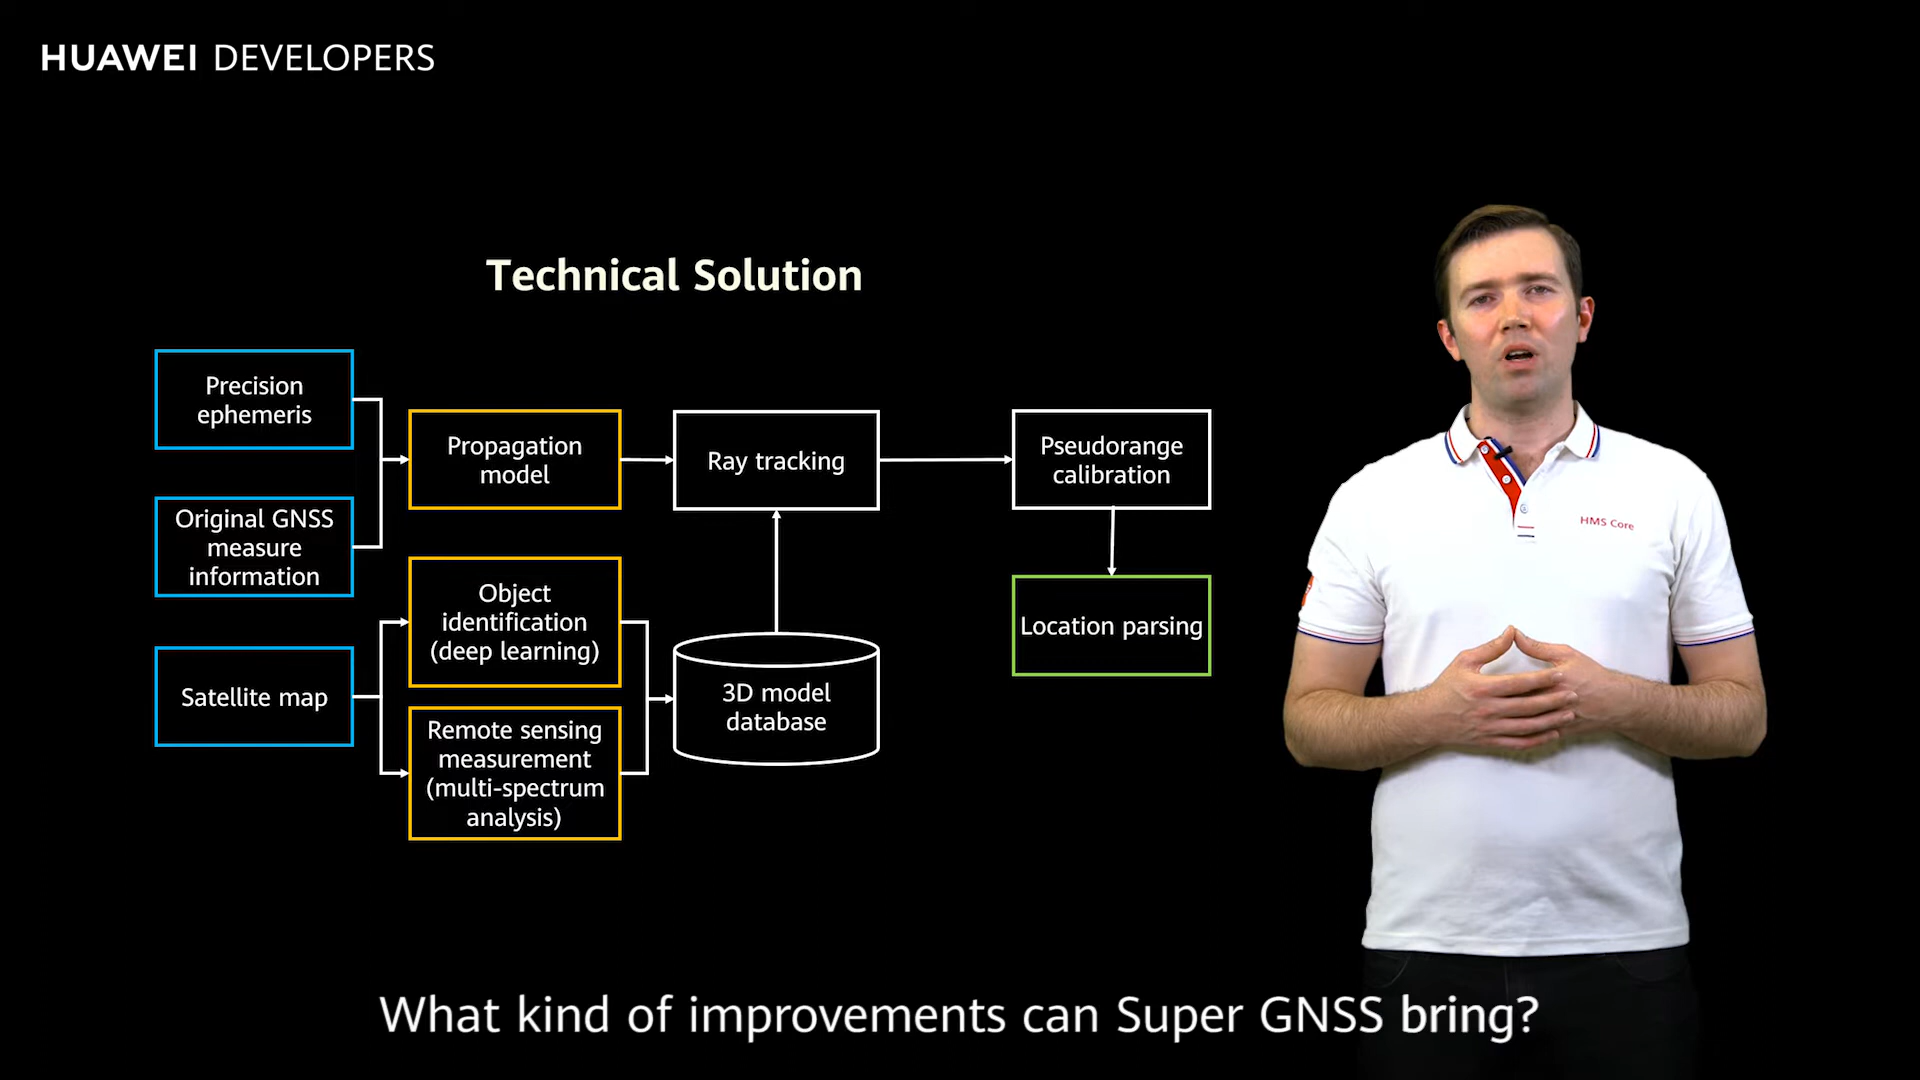 HUAWEI DEVELOPERS
Technical Solution
Precision
ephemeris
Original GNSS
measure
information
Satellite map
Propagation
model
Object
identification
(deep learning)
Remote sensing
measurement
(multi-spectrum
analysis)
Ray tracking
3D model
database
Pseudorange
calibration
Location parsing
HMS Core
What kind of improvements can Super GNSS bring?